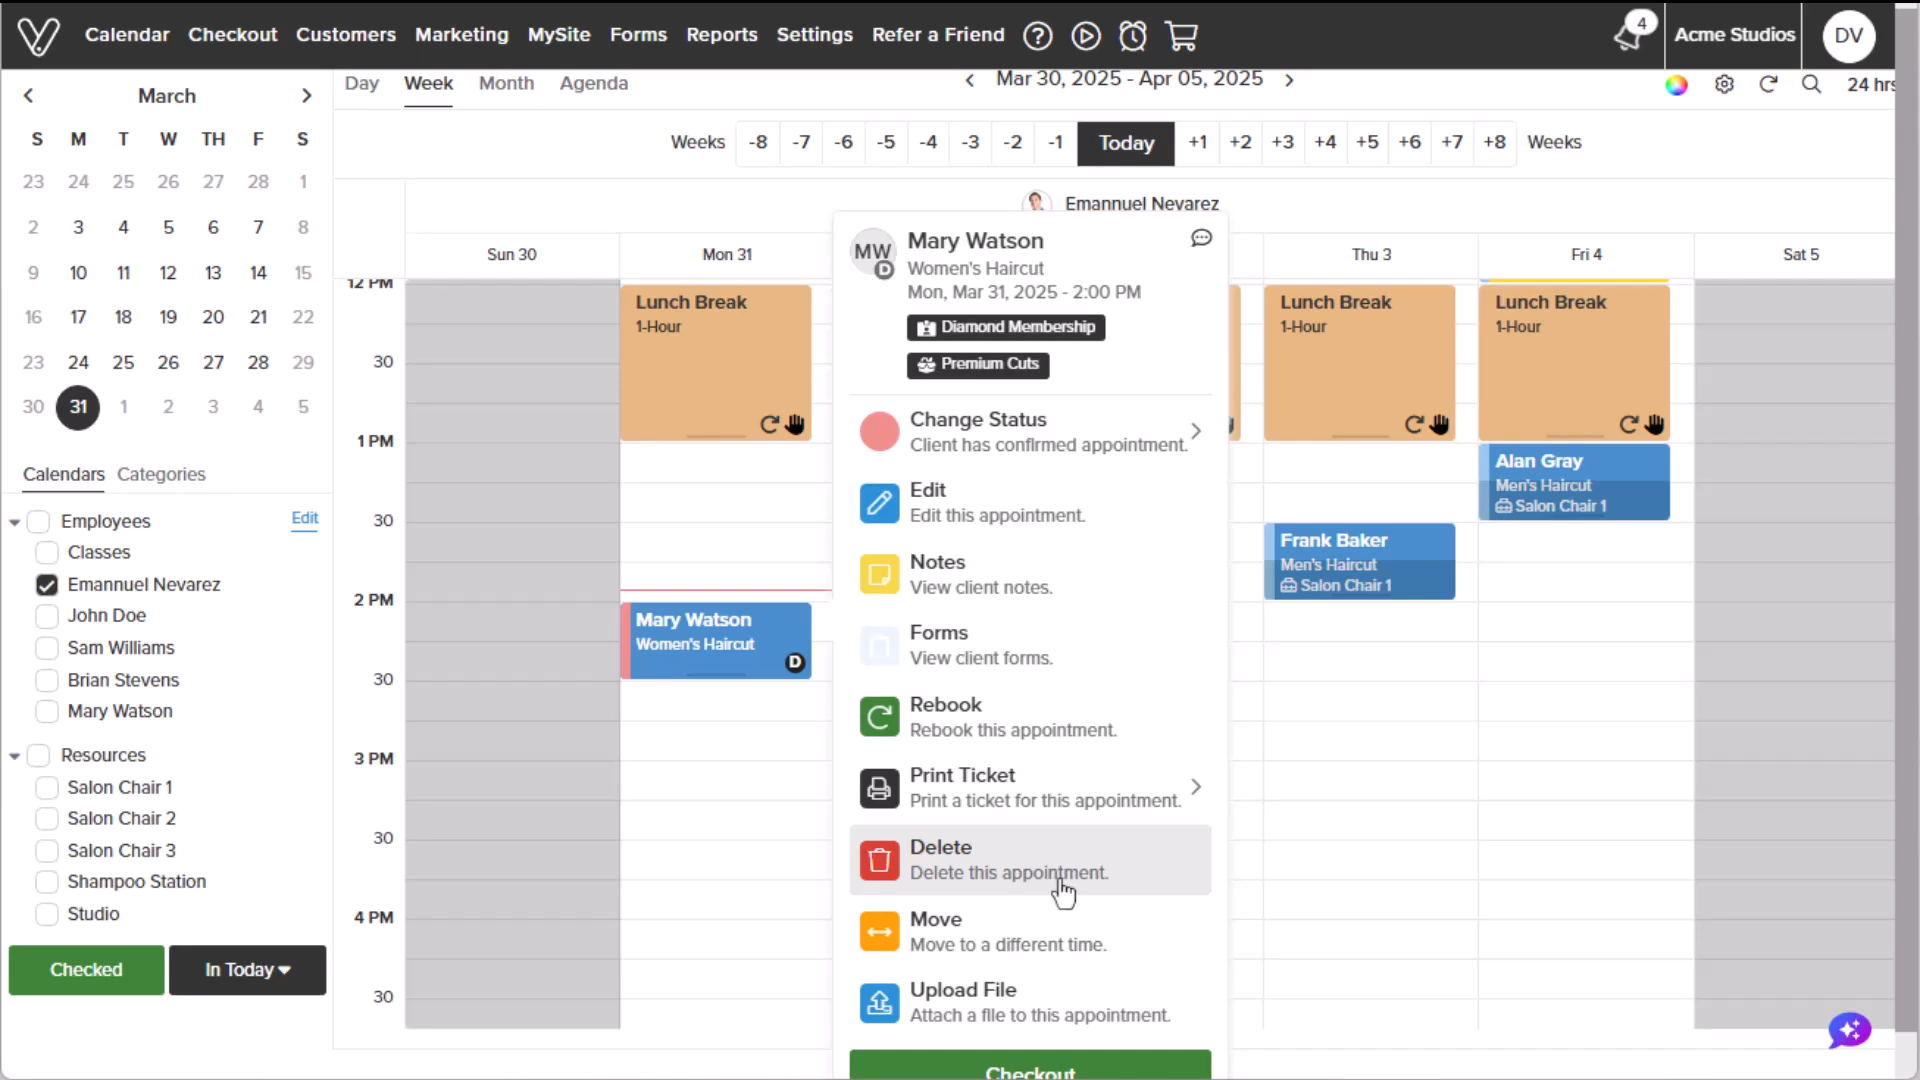 Calendar Checkout Customers Marketing MySite Forms Reports Settings Refer a Friend ? 4 Acme Studios DV
March
S M T W TH F S
23 24 25 26 27 28 1
2 3 4 5 6 7 8
9 10 11 12 13 14 15
16 17 18 19 20 21 22
23 24 25 26 27 28 29
30 31 1 2 3 4 5
Calendars Categories
Employees Edit
Classes
Emannuel Nevarez
John Doe
Sam Williams
Brian Stevens
Mary Watson
Resources
Salon Chair 1
Salon Chair 2
Salon Chair 3
Shampoo Station
Studio
Checked In Today
Day Week Month Agenda
Mar 30, 2025 - Apr 05, 2025
24 hrs
Weeks -8 -7 -6 -5 -4 -3 -2 -1 Today +1 +2 +3 +4 +5 +6 +7 +8 Weeks
Emannuel Nevarez
Sun 30 Mon 31 Thu 3 Fri 4 Sat 5
12 PM
30
1 PM
30
2 PM
30
3 PM
30
4 PM
30
Lunch Break
1-Hour
Mary Watson
Women's Haircut
D
MW
D
Mary Watson
Women's Haircut
Mon, Mar 31, 2025 - 2:00 PM
Diamond Membership
Premium Cuts
Change Status
Client has confirmed appointment.
Edit
Edit this appointment.
Notes
View client notes.
Forms
View client forms.
Rebook
Rebook this appointment.
Print Ticket
Print a ticket for this appointment.
Delete
Delete this appointment.
Move
Move to a different time.
Upload File
Attach a file to this appointment.
Checkout
Lunch Break
1-Hour
Frank Baker
Men's Haircut
Salon Chair 1
Lunch Break
1-Hour
Alan Gray
Men's Haircut
Salon Chair 1